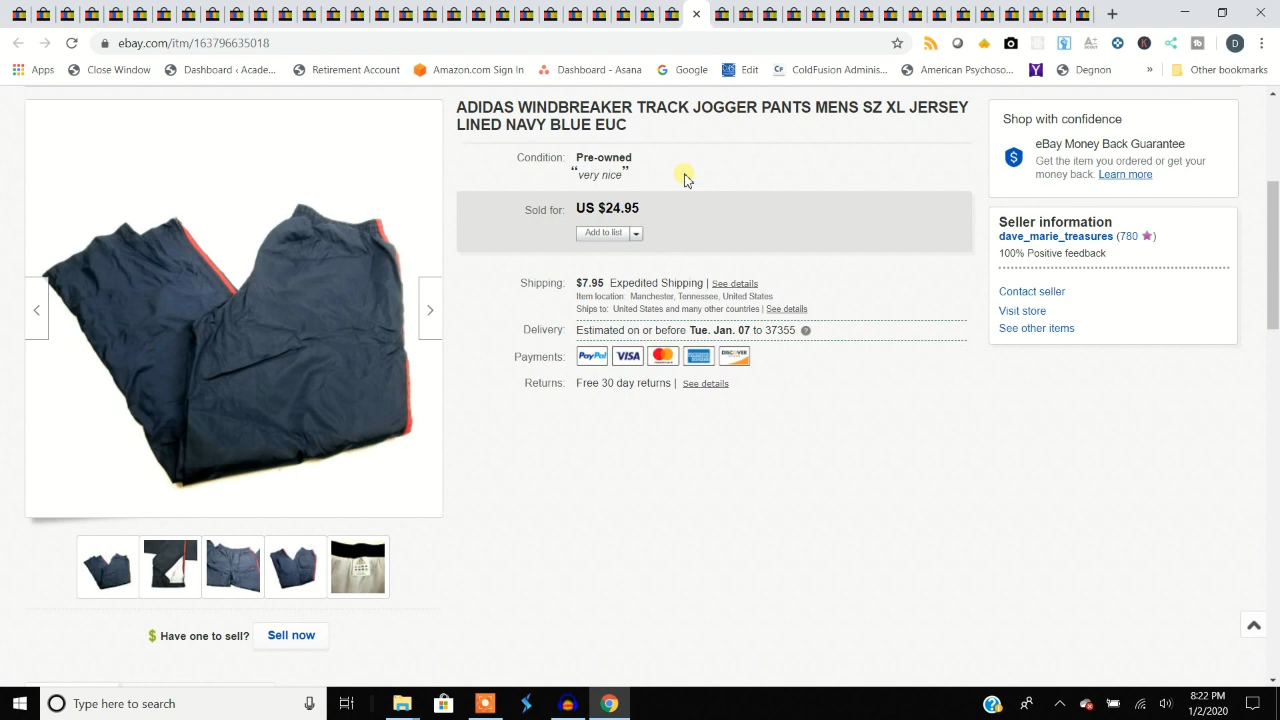 ebay.com/itm/163796635018
Apps
Close Window
Dashboard ‹ Acade...
Retirement Account
Amazon.com Sign In
Dashboard - Asana
Google
Edit
ColdFusion Adminis...
American Psychoso...
Degnon
»
Other bookmarks
ADIDAS WINDBREAKER TRACK JOGGER PANTS MENS SZ XL JERSEY
LINED NAVY BLUE EUC
Condition: Pre-owned
“very nice”
Sold for: US $24.95
Add to list
Shipping: $7.95 Expedited Shipping | See details
Item location: Manchester, Tennessee, United States
Ships to: United States and many other countries | See details
Delivery: Estimated on or before Tue. Jan. 07 to 37355
Payments: PayPal VISA MasterCard DISCOVER
Returns: Free 30 day returns | See details
Shop with confidence
eBay Money Back Guarantee
Get the item you ordered or get your
money back. Learn more
Seller information
dave_marie_treasures (780 ★)
100% Positive feedback
Contact seller
Visit store
See other items
$ Have one to sell? Sell now
Type here to search
8:22 PM
1/2/2020